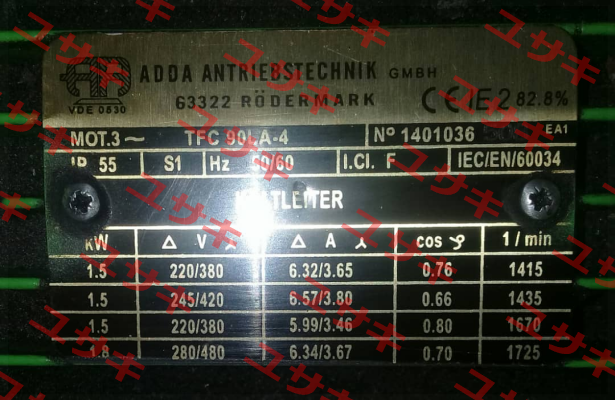 ADDA ANTRIEBSTECHNIK GMBH
VDE 0530
63322 RÖDERMARK
CE IE2 82.8%
MOT.3~ TFC 90LA-4 Nº 1401036 EA1
IP 55 S1 Hz 50/60 I.Cl. F IEC/EN/60034
KALTLEITER
kW Δ V ⅄ Δ A ⅄ cos φ 1/min
1.5 220/380 6.32/3.65 0.76 1415
1.5 245/420 6.57/3.80 0.66 1435
1.5 220/380 5.99/3.46 0.80 1670
1.8 280/480 6.34/3.67 0.70 1725
ユサキ